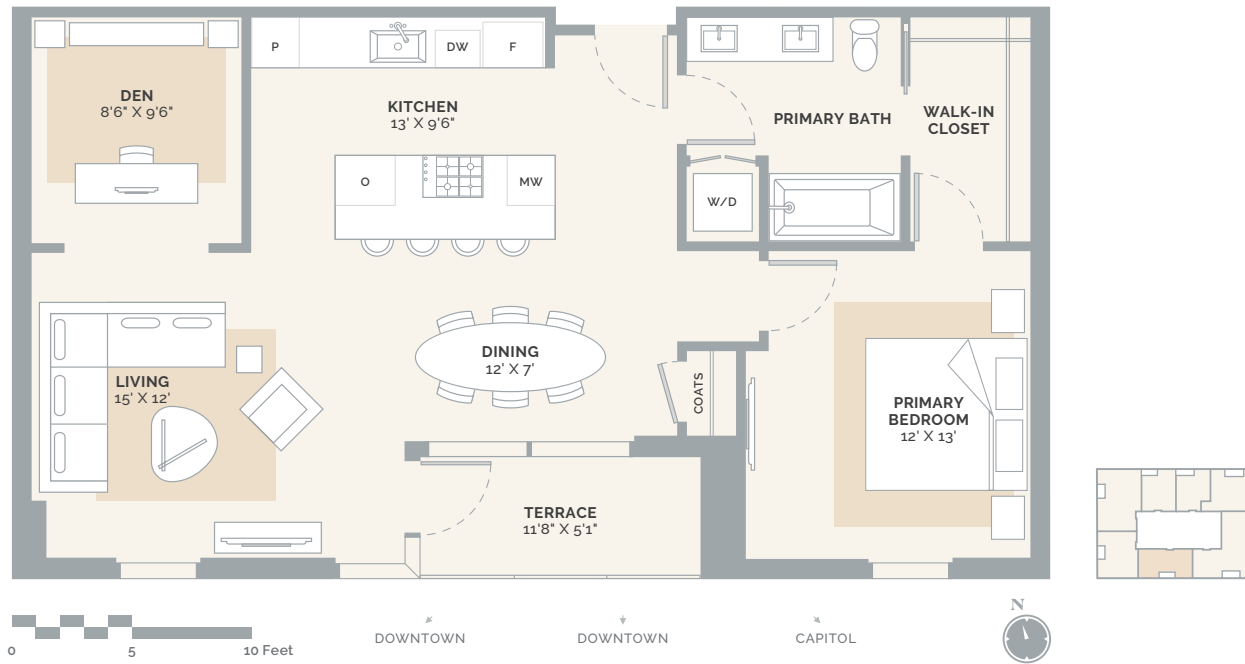 P
DW
F
DEN
8'6" X 9'6"
KITCHEN
13' X 9'6"
PRIMARY BATH
WALK-IN
CLOSET
O
MW
W/D
DINING
12' X 7'
LIVING
15' X 12'
COATS
PRIMARY
BEDROOM
12' X 13'
TERRACE
11'8" X 5'1"
0
5
10 Feet
DOWNTOWN
DOWNTOWN
CAPITOL
N